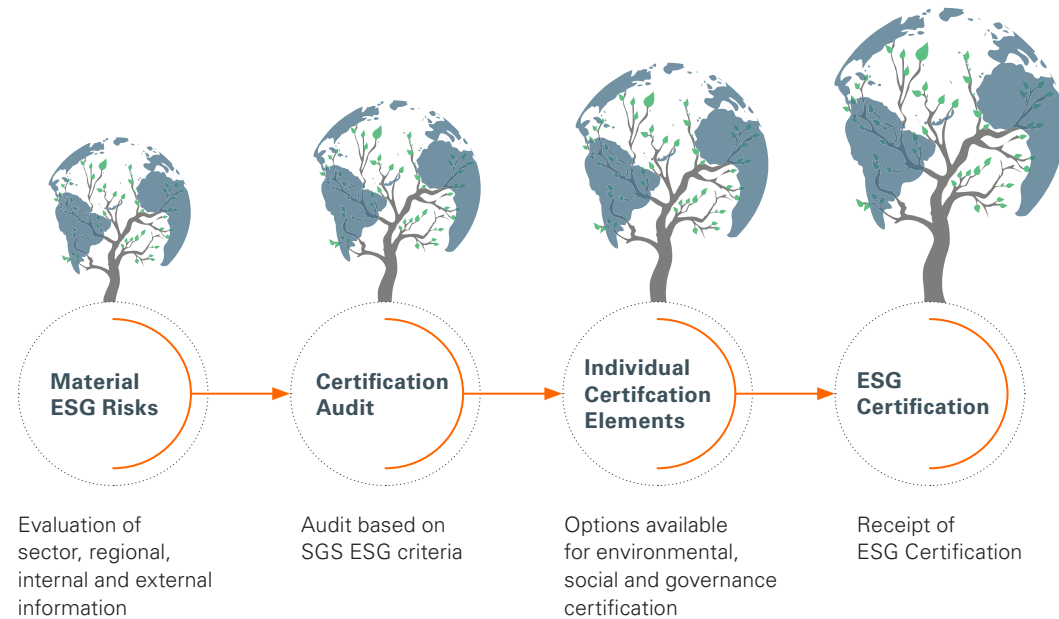 Material
ESG Risks
Certification
Audit
Individual
Certifcation
Elements
ESG
Certification
Evaluation of
sector, regional,
internal and external
information
Audit based on
SGS ESG criteria
Options available
for environmental,
social and governance
certification
Receipt of
ESG Certification